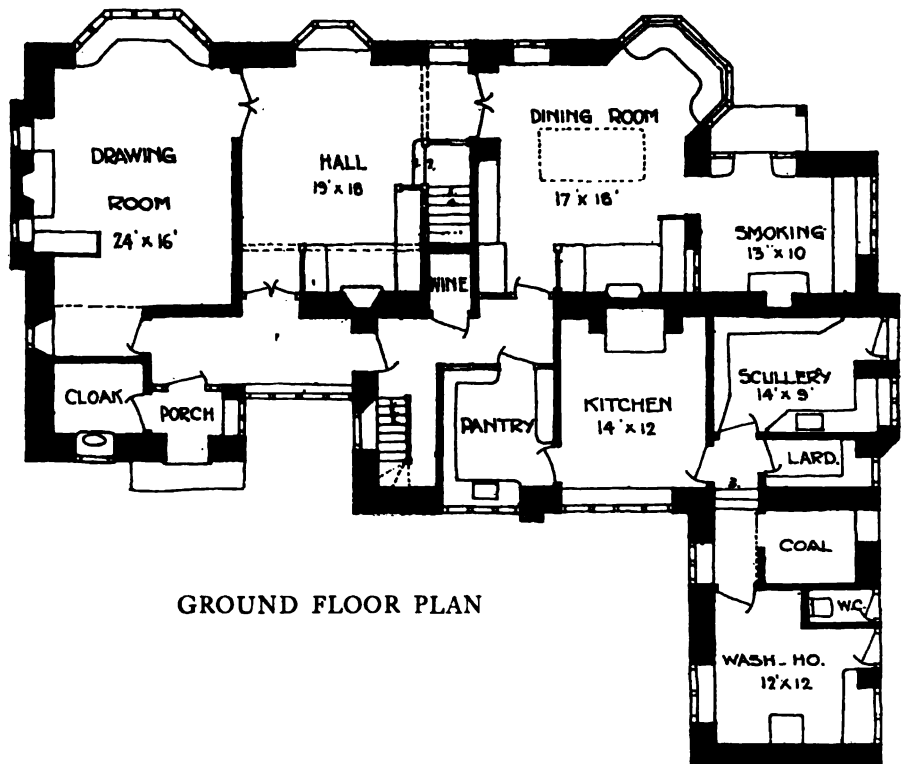 DRAWING
ROOM
24' x 16'
HALL
19' x 18
DINING ROOM
17' x 18'
SMOKING
13' x 10
WINE
CLOAK
PORCH
PANTRY
KITCHEN
14' x 12
SCULLERY
14' x 9'
LARD.
B.
COAL
W.C.
WASH-HO.
12' x 12
GROUND FLOOR PLAN